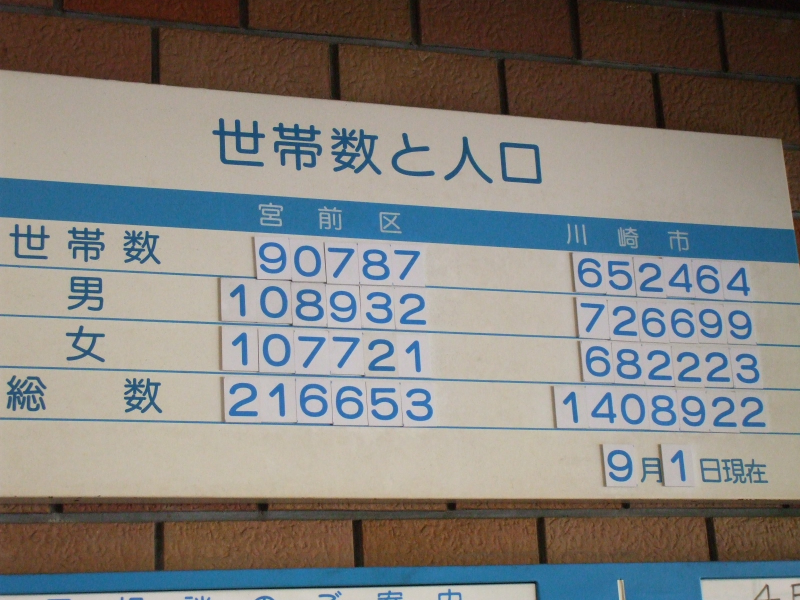 世帯数と人口
宮前区 川崎市
世帯数 90787 652464
男 108932 726699
女 107721 682223
総数 216653 1408922
9月1日現在